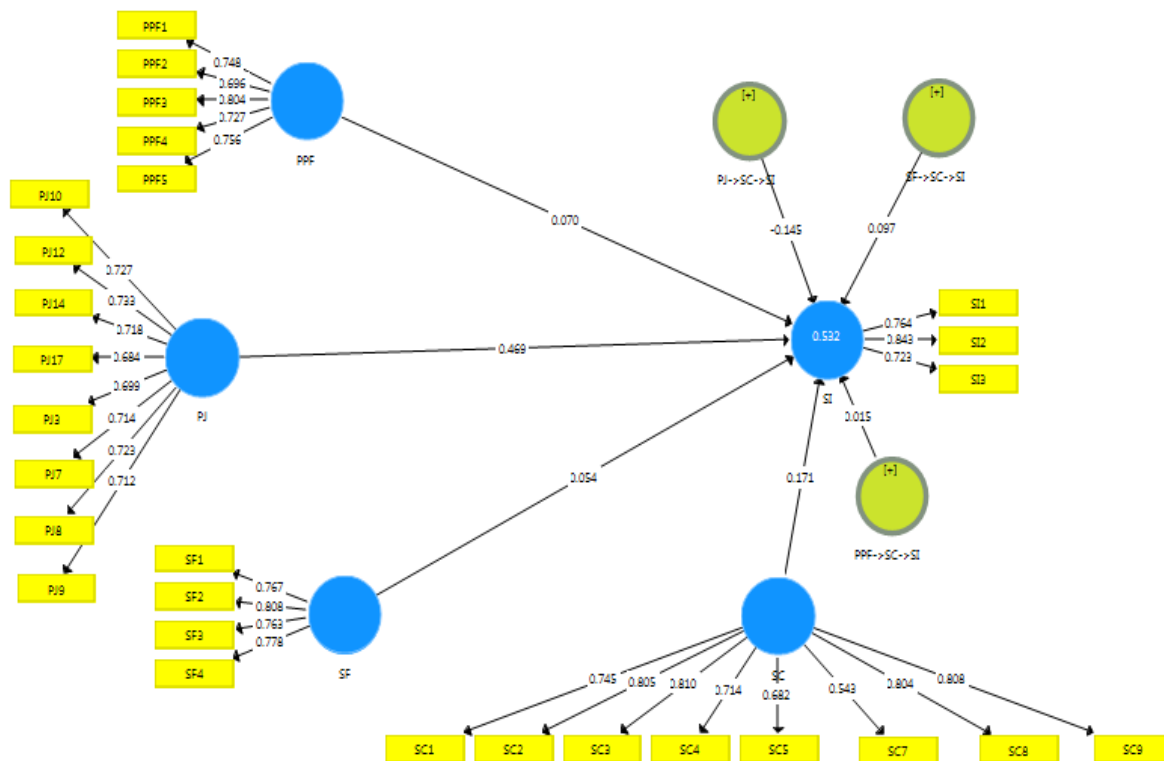 PPF1
PPF2
PPF3
PPF4
PPF5
0.748
0.696
0.804
0.727
0.756
PPF
[+]
PJ->SC->SI
[+]
SF->SC->SI
PJ10
PJ12
PJ14
PJ17
PJ3
PJ7
PJ8
PJ9
0.727
0.733
0.718
0.684
0.699
0.714
0.723
0.712
PJ
0.070
-0.145
0.097
0.469
0.532
SI
0.764
0.843
0.723
SI1
SI2
SI3
0.015
[+]
PPF->SC->SI
0.054
0.171
SF1
SF2
SF3
SF4
0.767
0.808
0.763
0.778
SF
SC
0.745
0.805
0.810
0.714
0.682
0.543
0.804
0.808
SC1
SC2
SC3
SC4
SC5
SC7
SC8
SC9